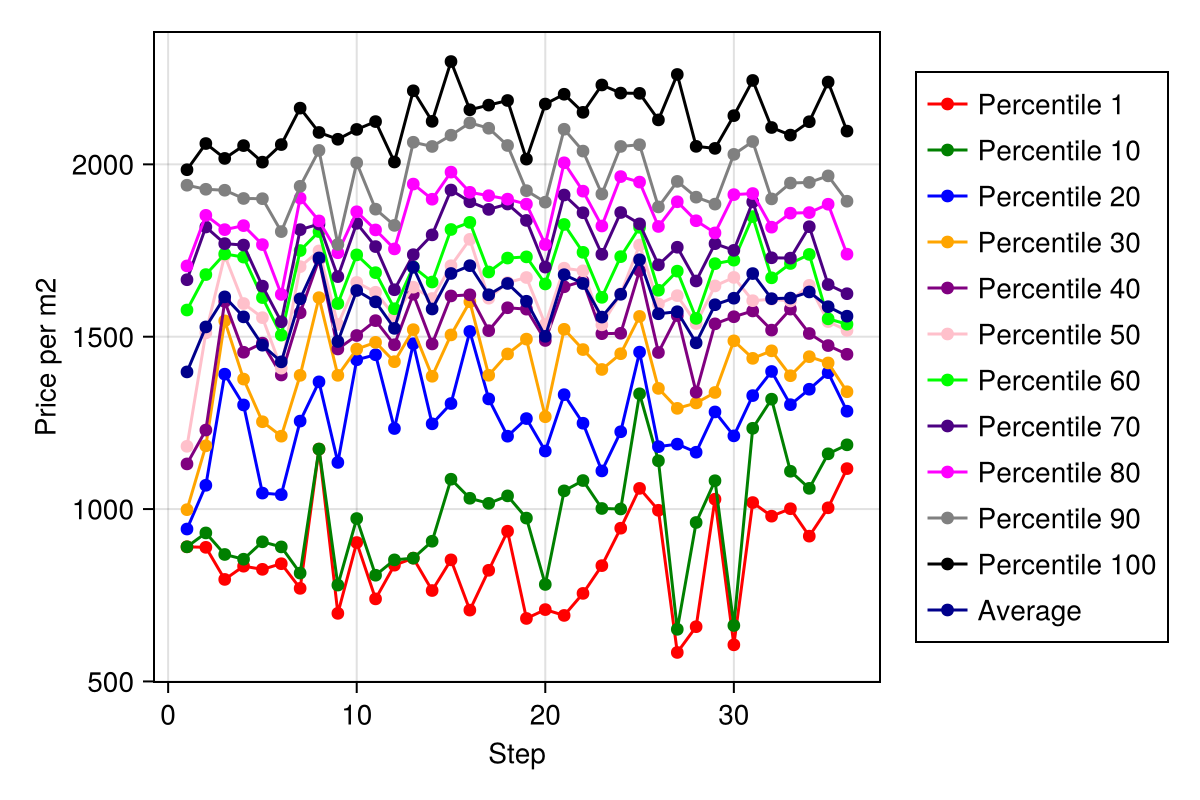 Price per m2
2000
1500
1000
500
0
10
20
30
Step
Percentile 1
Percentile 10
Percentile 20
Percentile 30
Percentile 40
Percentile 50
Percentile 60
Percentile 70
Percentile 80
Percentile 90
Percentile 100
Average